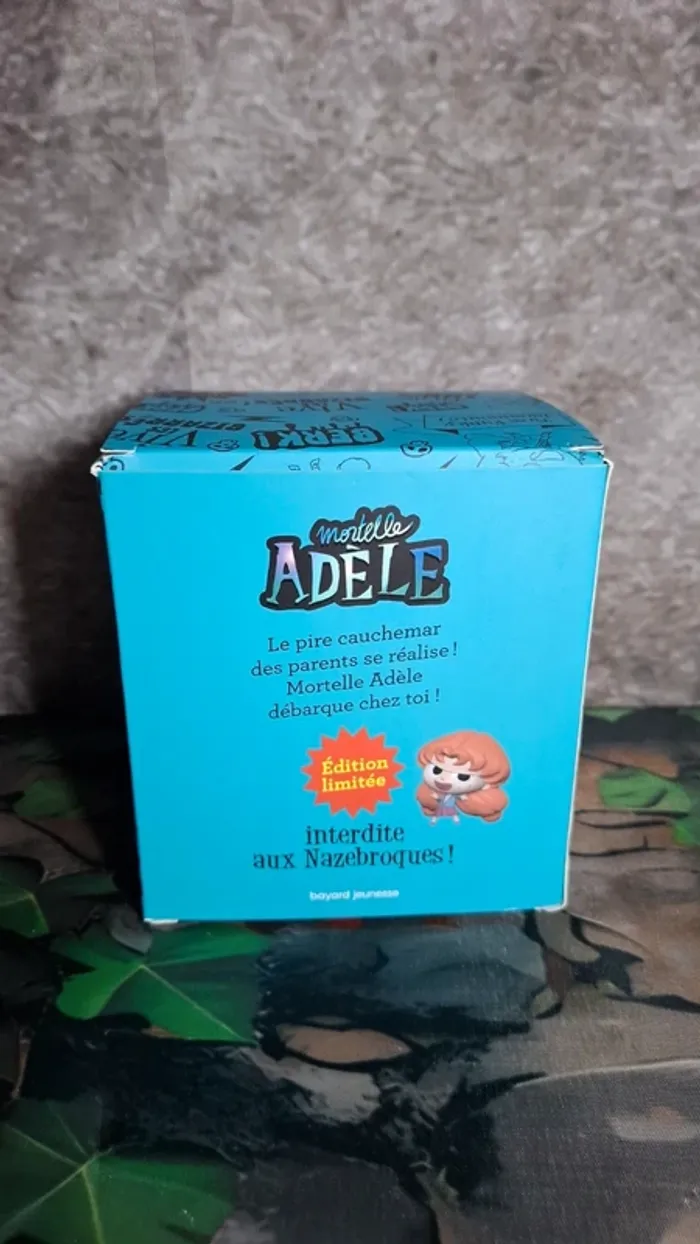 BERK!
mortelle
ADÈLE
Le pire cauchemar
des parents se réalise !
Mortelle Adèle
débarque chez toi !
Édition
limitée
interdite
aux Nazebroques !
bayard jeunesse